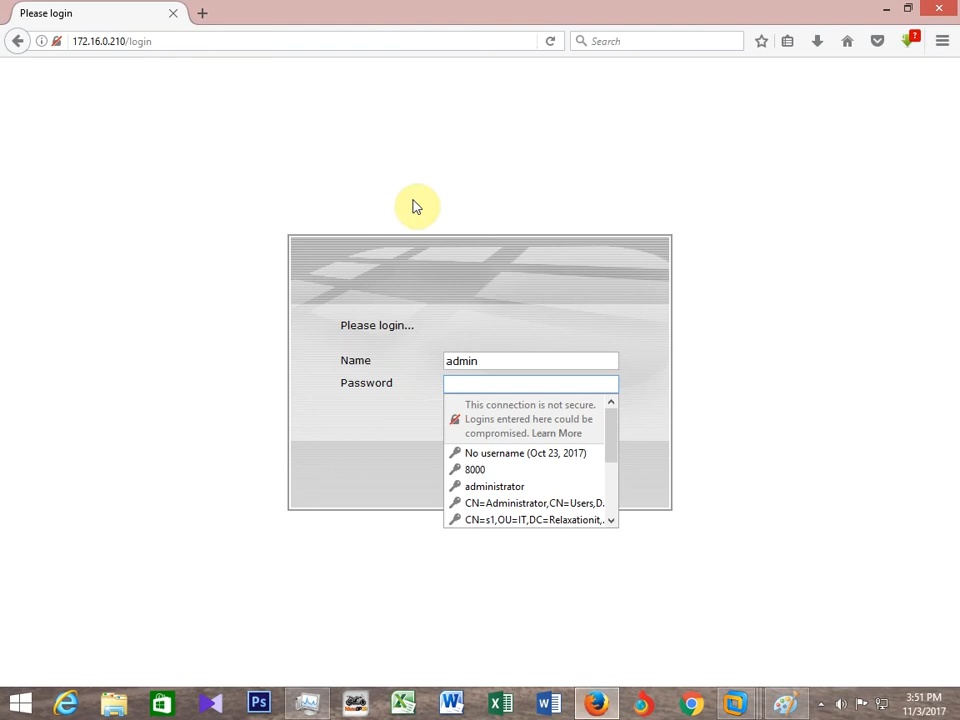 Please login
172.16.0.210/login
Search
?
Please login...
Name
admin
Password
This connection is not secure.
Logins entered here could be
compromised. Learn More
No username (Oct 23, 2017)
8000
administrator
CN=Administrator,CN=Users,D.
CN=s1,OU=IT,DC=Relaxationit,.
Ps
3:51 PM
11/3/2017